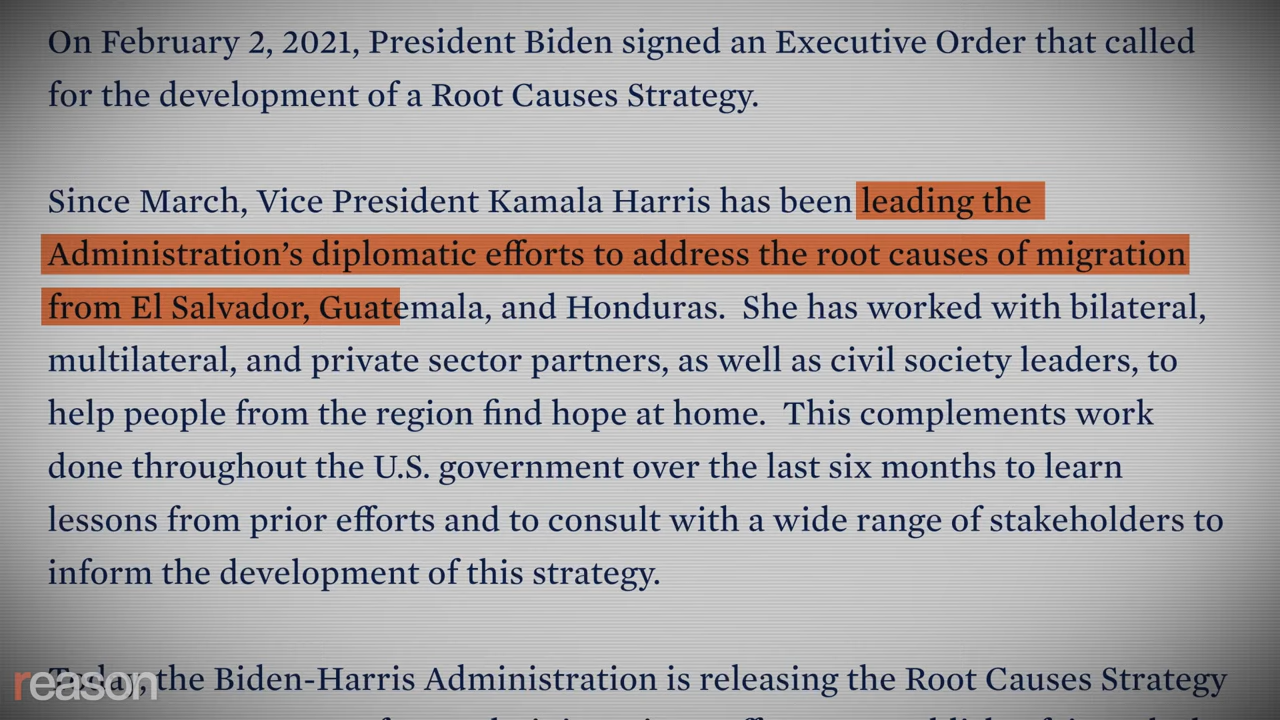 On February 2, 2021, President Biden signed an Executive Order that called
for the development of a Root Causes Strategy.
Since March, Vice President Kamala Harris has been leading the
Administration’s diplomatic efforts to address the root causes of migration
from El Salvador, Guatemala, and Honduras.  She has worked with bilateral,
multilateral, and private sector partners, as well as civil society leaders, to
help people from the region find hope at home.  This complements work
done throughout the U.S. government over the last six months to learn
lessons from prior efforts and to consult with a wide range of stakeholders to
inform the development of this strategy.
Today, the Biden-Harris Administration is releasing the Root Causes Strategy
reason